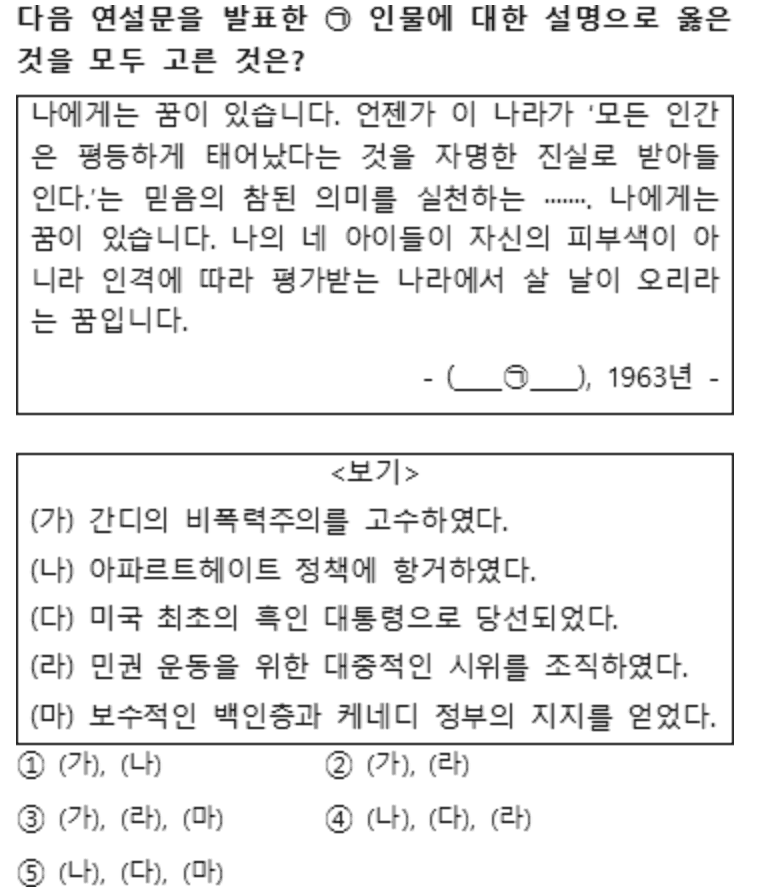 다음 연설문을 발표한 ㉠ 인물에 대한 설명으로 옳은
것을 모두 고른 것은?
나에게는 꿈이 있습니다. 언젠가 이 나라가 '모든 인간
은 평등하게 태어났다는 것을 자명한 진실로 받아들
인다.'는 믿음의 참된 의미를 실천하는 ……. 나에게는
꿈이 있습니다. 나의 네 아이들이 자신의 피부색이 아
니라 인격에 따라 평가받는 나라에서 살 날이 오리라
는 꿈입니다.
- (___㉠___), 1963년 -
<보기>
(가) 간디의 비폭력주의를 고수하였다.
(나) 아파르트헤이트 정책에 항거하였다.
(다) 미국 최초의 흑인 대통령으로 당선되었다.
(라) 민권 운동을 위한 대중적인 시위를 조직하였다.
(마) 보수적인 백인층과 케네디 정부의 지지를 얻었다.
① (가), (나) ② (가), (라)
③ (가), (라), (마) ④ (나), (다), (라)
⑤ (나), (다), (마)